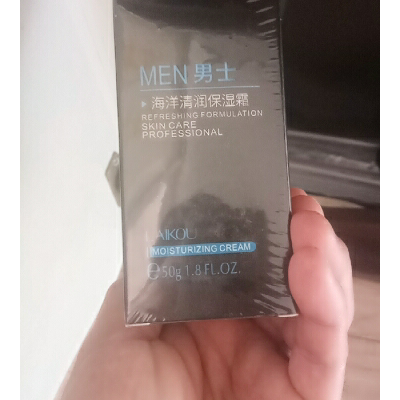 MEN 男士
海洋清润保湿霜
REFRESHING FORMULATION
SKIN CARE
PROFESSIONAL
LAIKOU
MOISTURIZING CREAM
℮50g 1.8 FL.OZ.